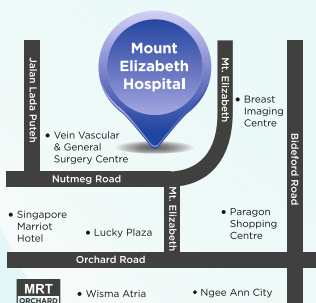 Mount
Elizabeth
Hospital
Jalan Lada Puteh
Mt. Elizabeth
Bideford Road
• Breast
Imaging
Centre
• Vein Vascular
& General
Surgery Centre
Nutmeg Road
Mt. Elizabeth
• Singapore
Marriot
Hotel
• Lucky Plaza
• Paragon
Shopping
Centre
Orchard Road
MRT
ORCHARD
• Wisma Atria
• Ngee Ann City